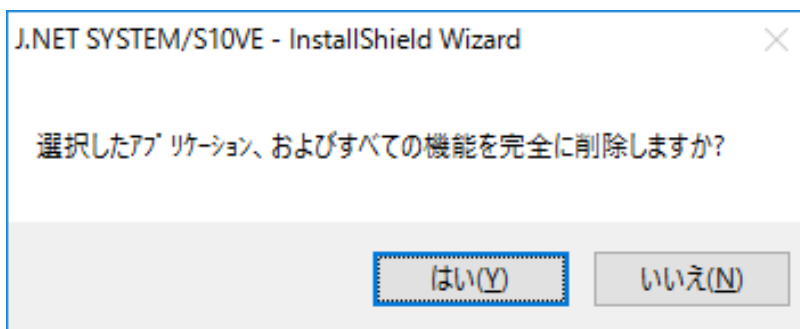 J.NET SYSTEM/S10VE - InstallShield Wizard
選択したｱﾌﾟﾘｹｰｼｮﾝ、およびすべての機能を完全に削除しますか?
はい(Y)
いいえ(N)